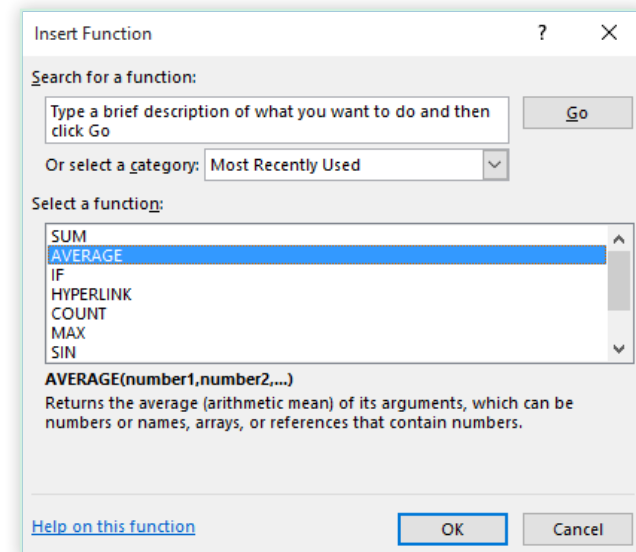 Insert Function
?
Search for a function:
Type a brief description of what you want to do and then
click Go
Go
Or select a category: Most Recently Used
Select a function:
SUM
AVERAGE
IF
HYPERLINK
COUNT
MAX
SIN
AVERAGE(number1,number2,...)
Returns the average (arithmetic mean) of its arguments, which can be
numbers or names, arrays, or references that contain numbers.
Help on this function
OK
Cancel